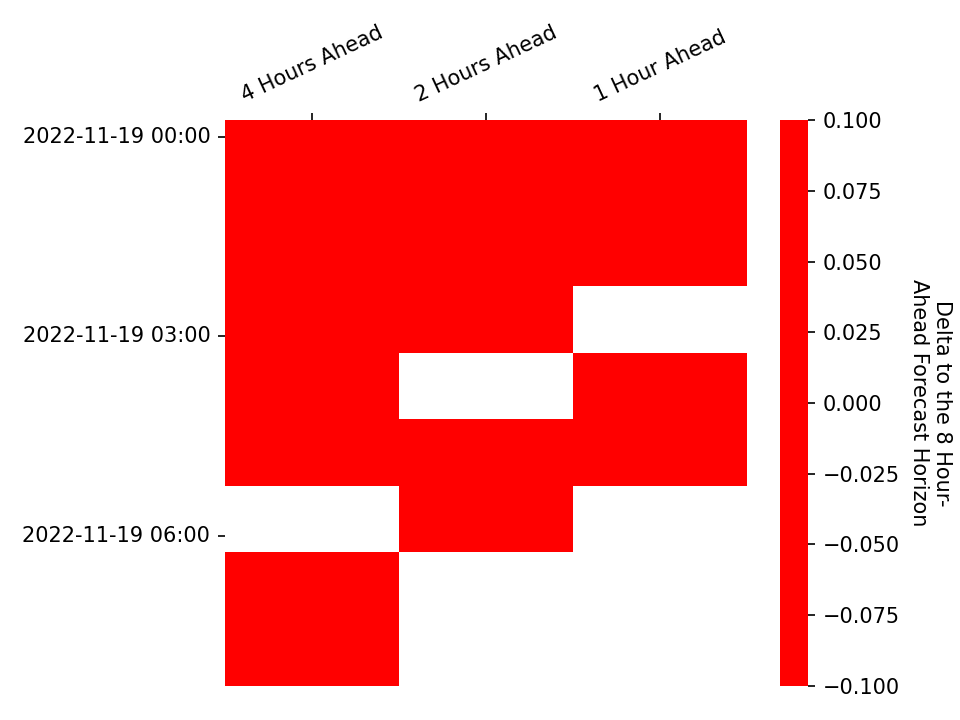 4 Hours Ahead
2 Hours Ahead
1 Hour Ahead
2022-11-19 00:00
2022-11-19 03:00
2022-11-19 06:00
0.100
0.075
0.050
0.025
0.000
−0.025
−0.050
−0.075
−0.100
Delta to the 8 Hour-
Ahead Forecast Horizon